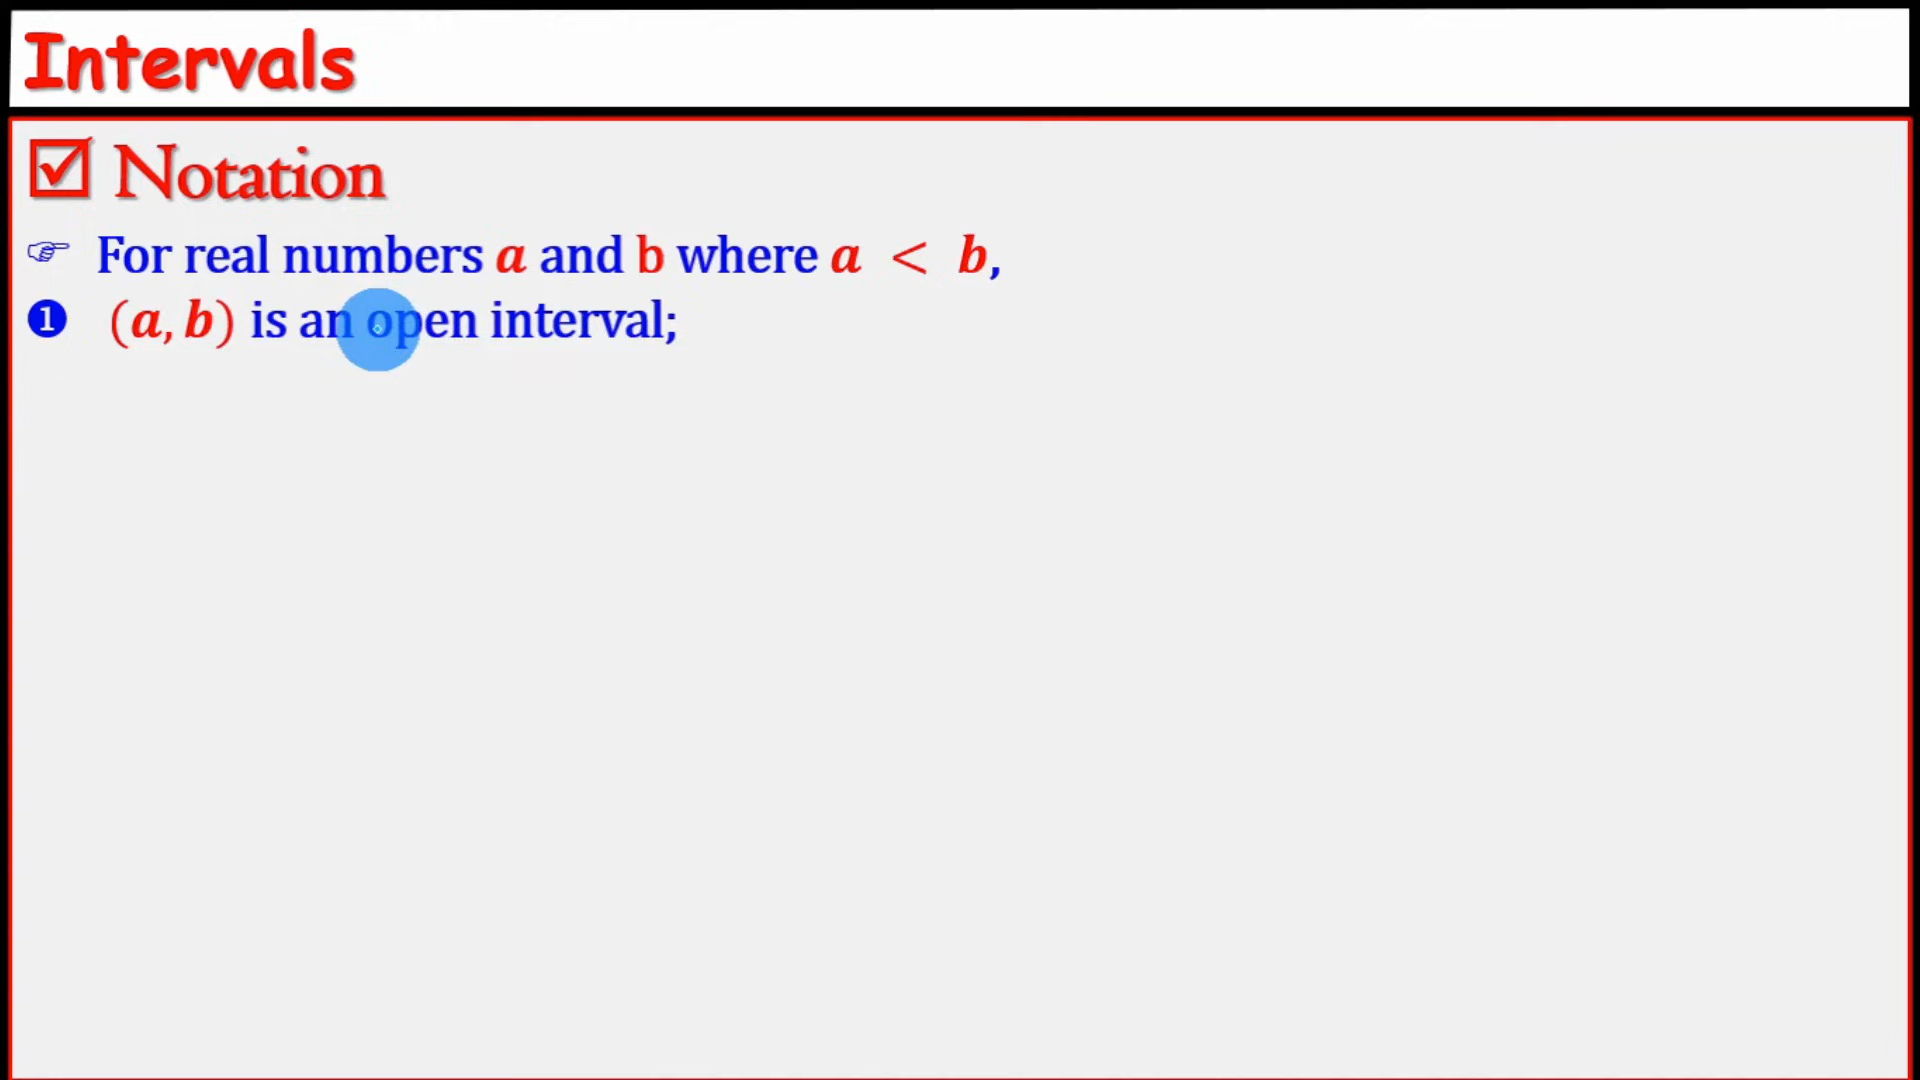 Intervals
☑ Notation
☞ For real numbers a and b where a < b,
❶ (a, b) is an open interval;